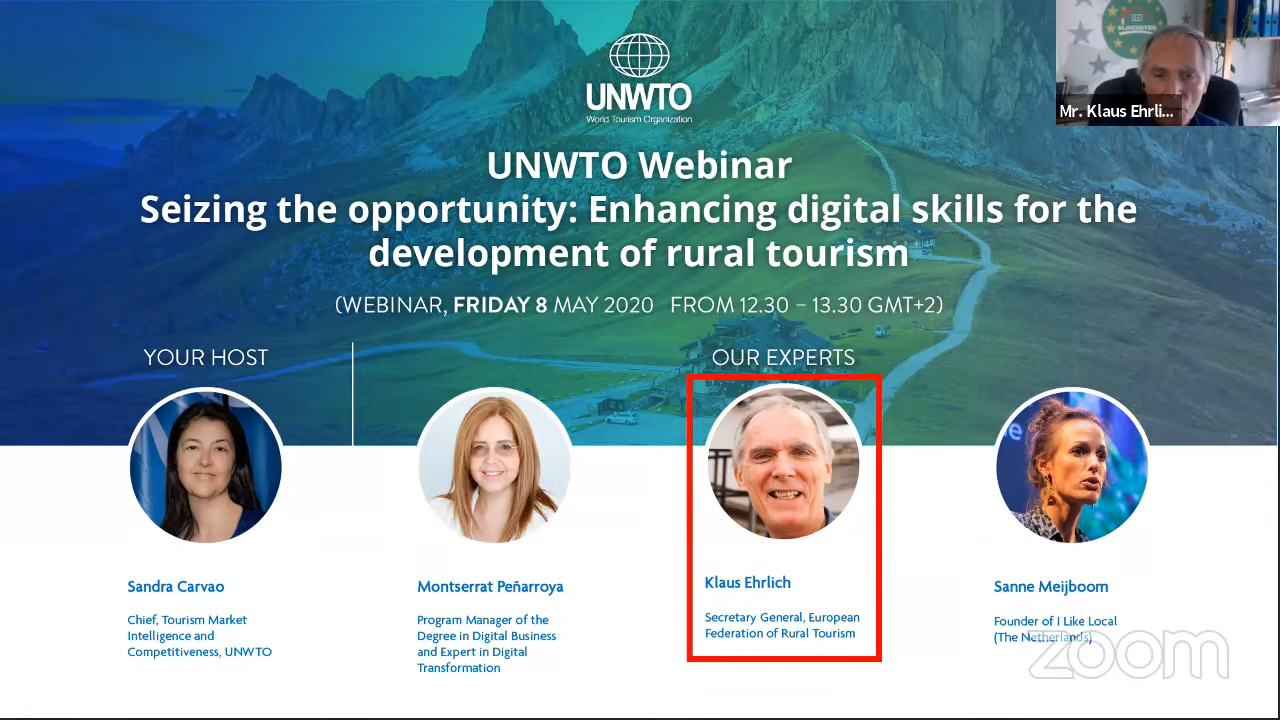 UNWTO
World Tourism Organization
Mr. Klaus Ehrli...
UNWTO Webinar
Seizing the opportunity: Enhancing digital skills for the
development of rural tourism
(WEBINAR, FRIDAY 8 MAY 2020 FROM 12.30 – 13.30 GMT+2)
YOUR HOST
OUR EXPERTS
Sandra Carvao
Chief, Tourism Market
Intelligence and
Competitiveness, UNWTO
Montserrat Peñarroya
Program Manager of the
Degree in Digital Business
and Expert in Digital
Transformation
Klaus Ehrlich
Secretary General, European
Federation of Rural Tourism
Sanne Meijboom
Founder of I Like Local
(The Netherlands)
zoom